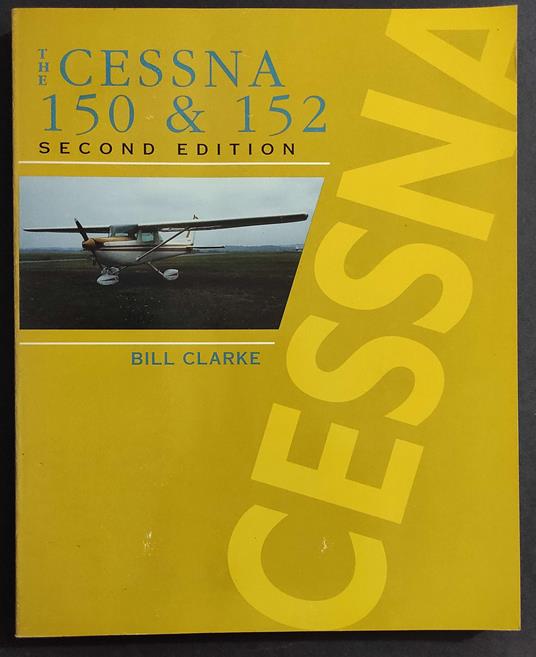 THE CESSNA
150 & 152
SECOND EDITION
BILL CLARKE
CESSNA